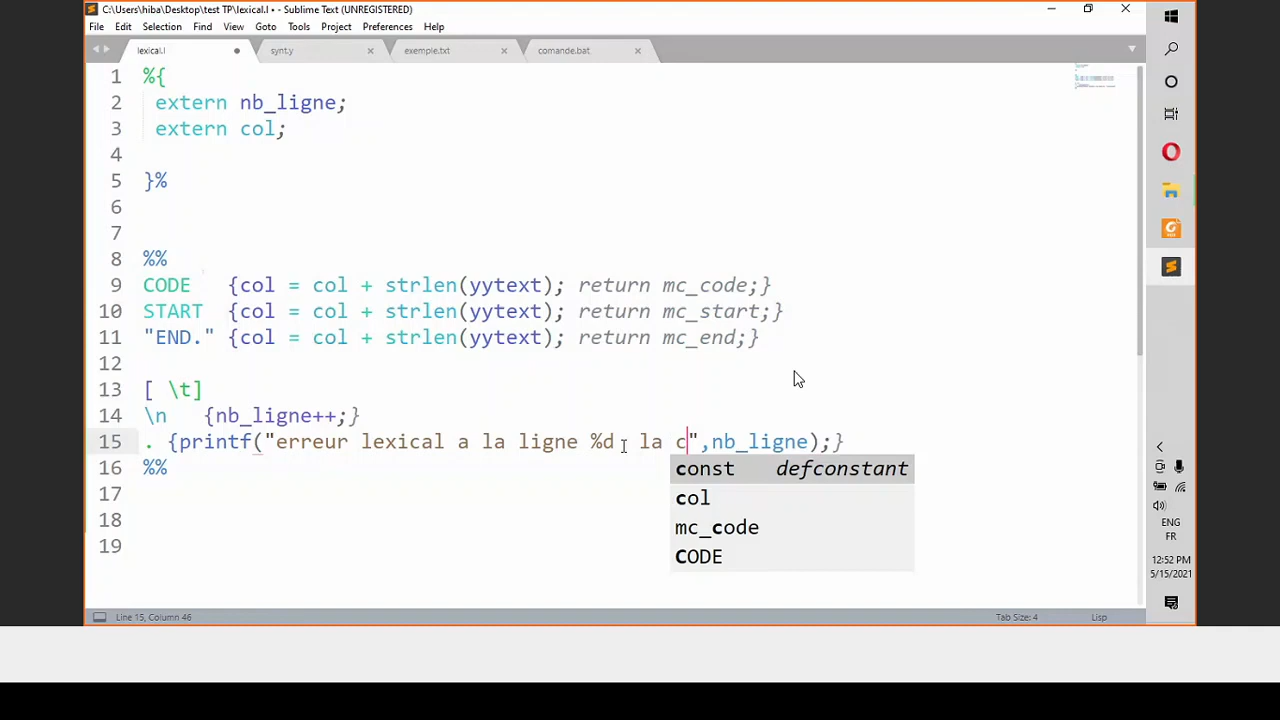 C:\Users\hiba\Desktop\test TP\lexical.l • - Sublime Text (UNREGISTERED)
File Edit Selection Find View Goto Tools Project Preferences Help
lexical.l synt.y exemple.txt comande.bat
1 %{
2 extern nb_ligne;
3 extern col;
4
5 }%
6
7
8 %%
9 CODE {col = col + strlen(yytext); return mc_code;}
10 START {col = col + strlen(yytext); return mc_start;}
11 "END." {col = col + strlen(yytext); return mc_end;}
12
13 [ \t]
14 \n {nb_ligne++;}
15 . {printf("erreur lexical a la ligne %d la c",nb_ligne);}
16 %%
17
18
19
const defconstant
col
mc_code
CODE
Line 15, Column 46 Tab Size: 4 Lisp
ENG
FR
12:52 PM
5/15/2021